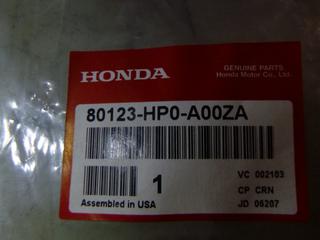 HONDA
GENUINE PARTS
Honda Motor Co., Ltd.
80123-HP0-A00ZA
1
VC 002103
CP CRN
JD 06207
Assembled in USA